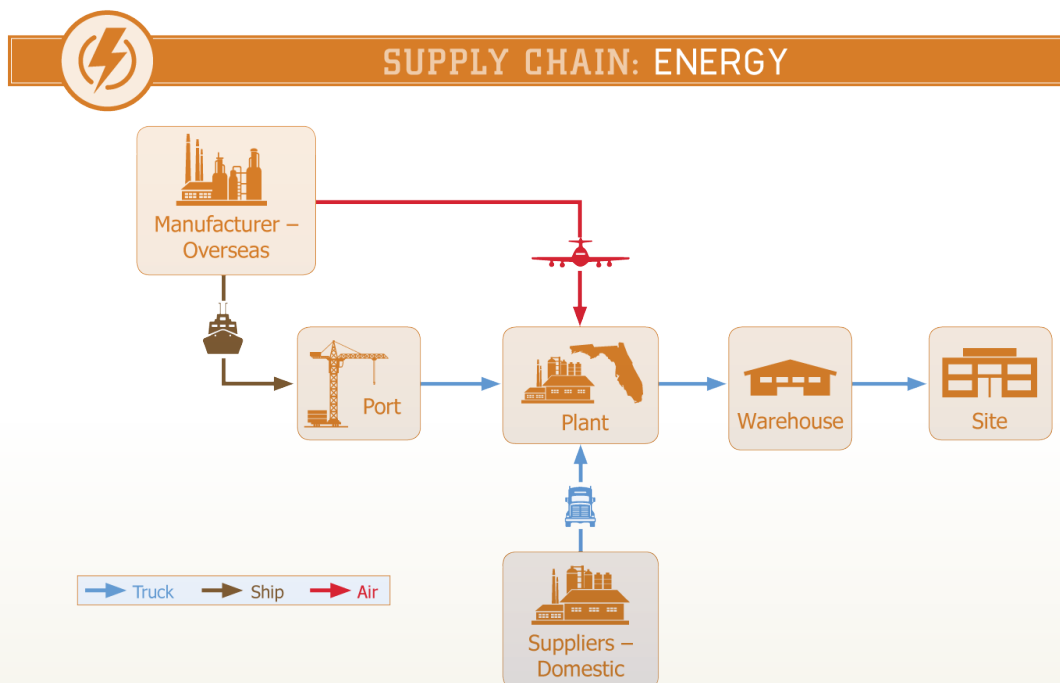 SUPPLY CHAIN: ENERGY
Manufacturer –
Overseas
Port
Plant
Warehouse
Site
Truck
Ship
Air
Suppliers –
Domestic